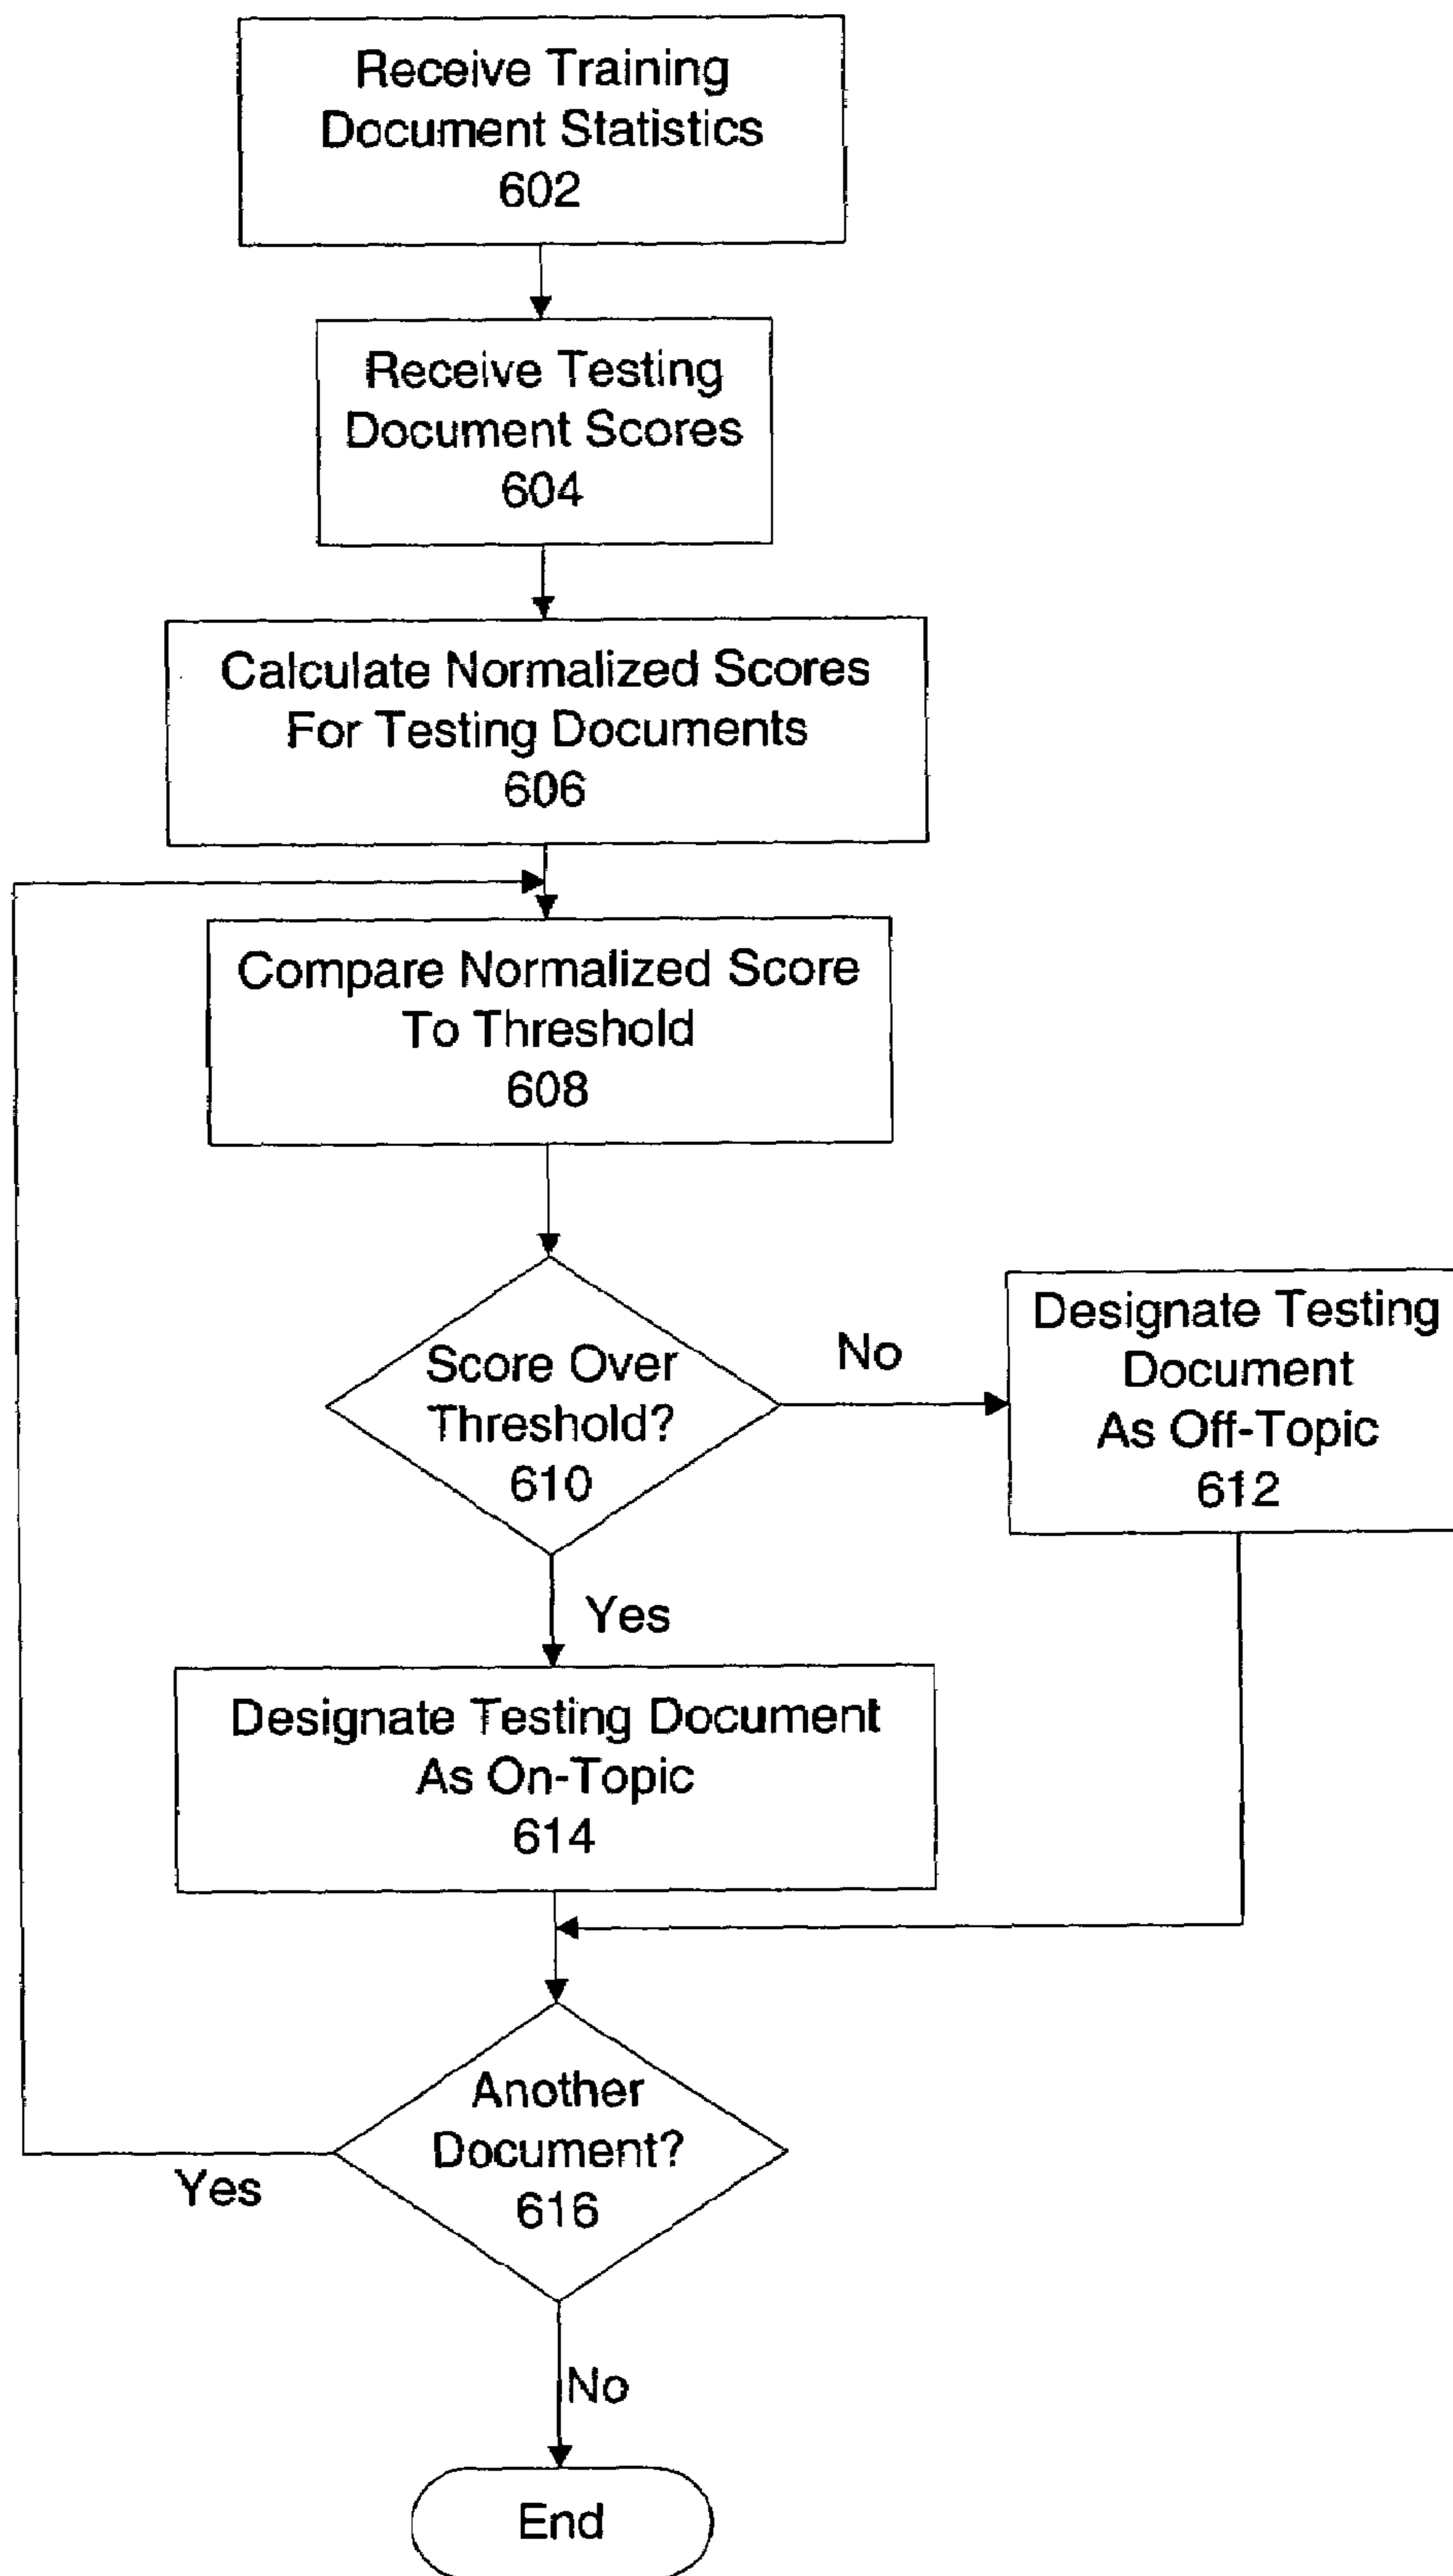 Receive Training
Document Statistics
602
Receive Testing
Document Scores
604
Calculate Normalized Scores
For Testing Documents
606
Compare Normalized Score
To Threshold
608
Score Over
Threshold?
610
No
Designate Testing
Document
As Off-Topic
612
Yes
Designate Testing Document
As On-Topic
614
Another
Document?
616
Yes
No
End